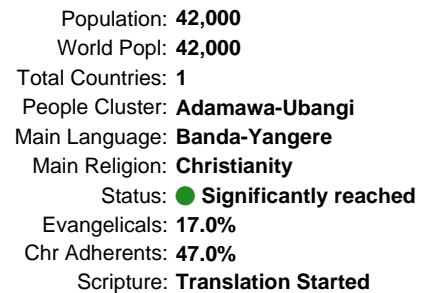 Population: 42,000
World Popl: 42,000
Total Countries: 1
People Cluster: Adamawa-Ubangi
Main Language: Banda-Yangere
Main Religion: Christianity
Status: Significantly reached
Evangelicals: 17.0%
Chr Adherents: 47.0%
Scripture: Translation Started